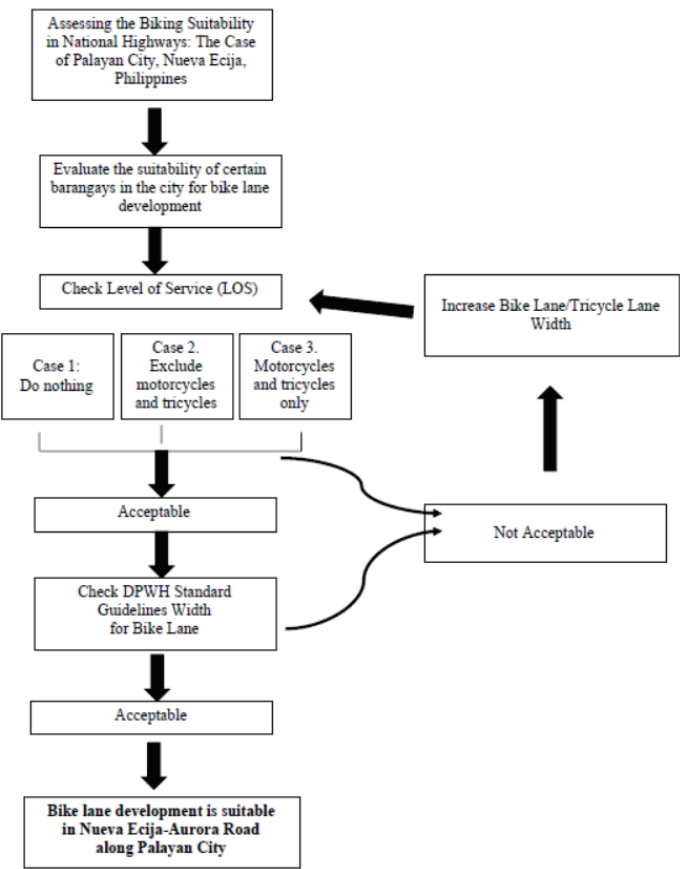 Assessing the Biking Suitability
in National Highways: The Case
of Palayan City, Nueva Ecija,
Philippines
Evaluate the suitability of certain
barangays in the city for bike lane
development
Check Level of Service (LOS)
Increase Bike Lane/Tricycle Lane
Width
Case 1:
Do nothing
Case 2.
Exclude
motorcycles
and tricycles
Case 3.
Motorcycles
and tricycles
only
Acceptable
Not Acceptable
Check DPWH Standard
Guidelines Width
for Bike Lane
Acceptable
Bike lane development is suitable
in Nueva Ecija-Aurora Road
along Palayan City